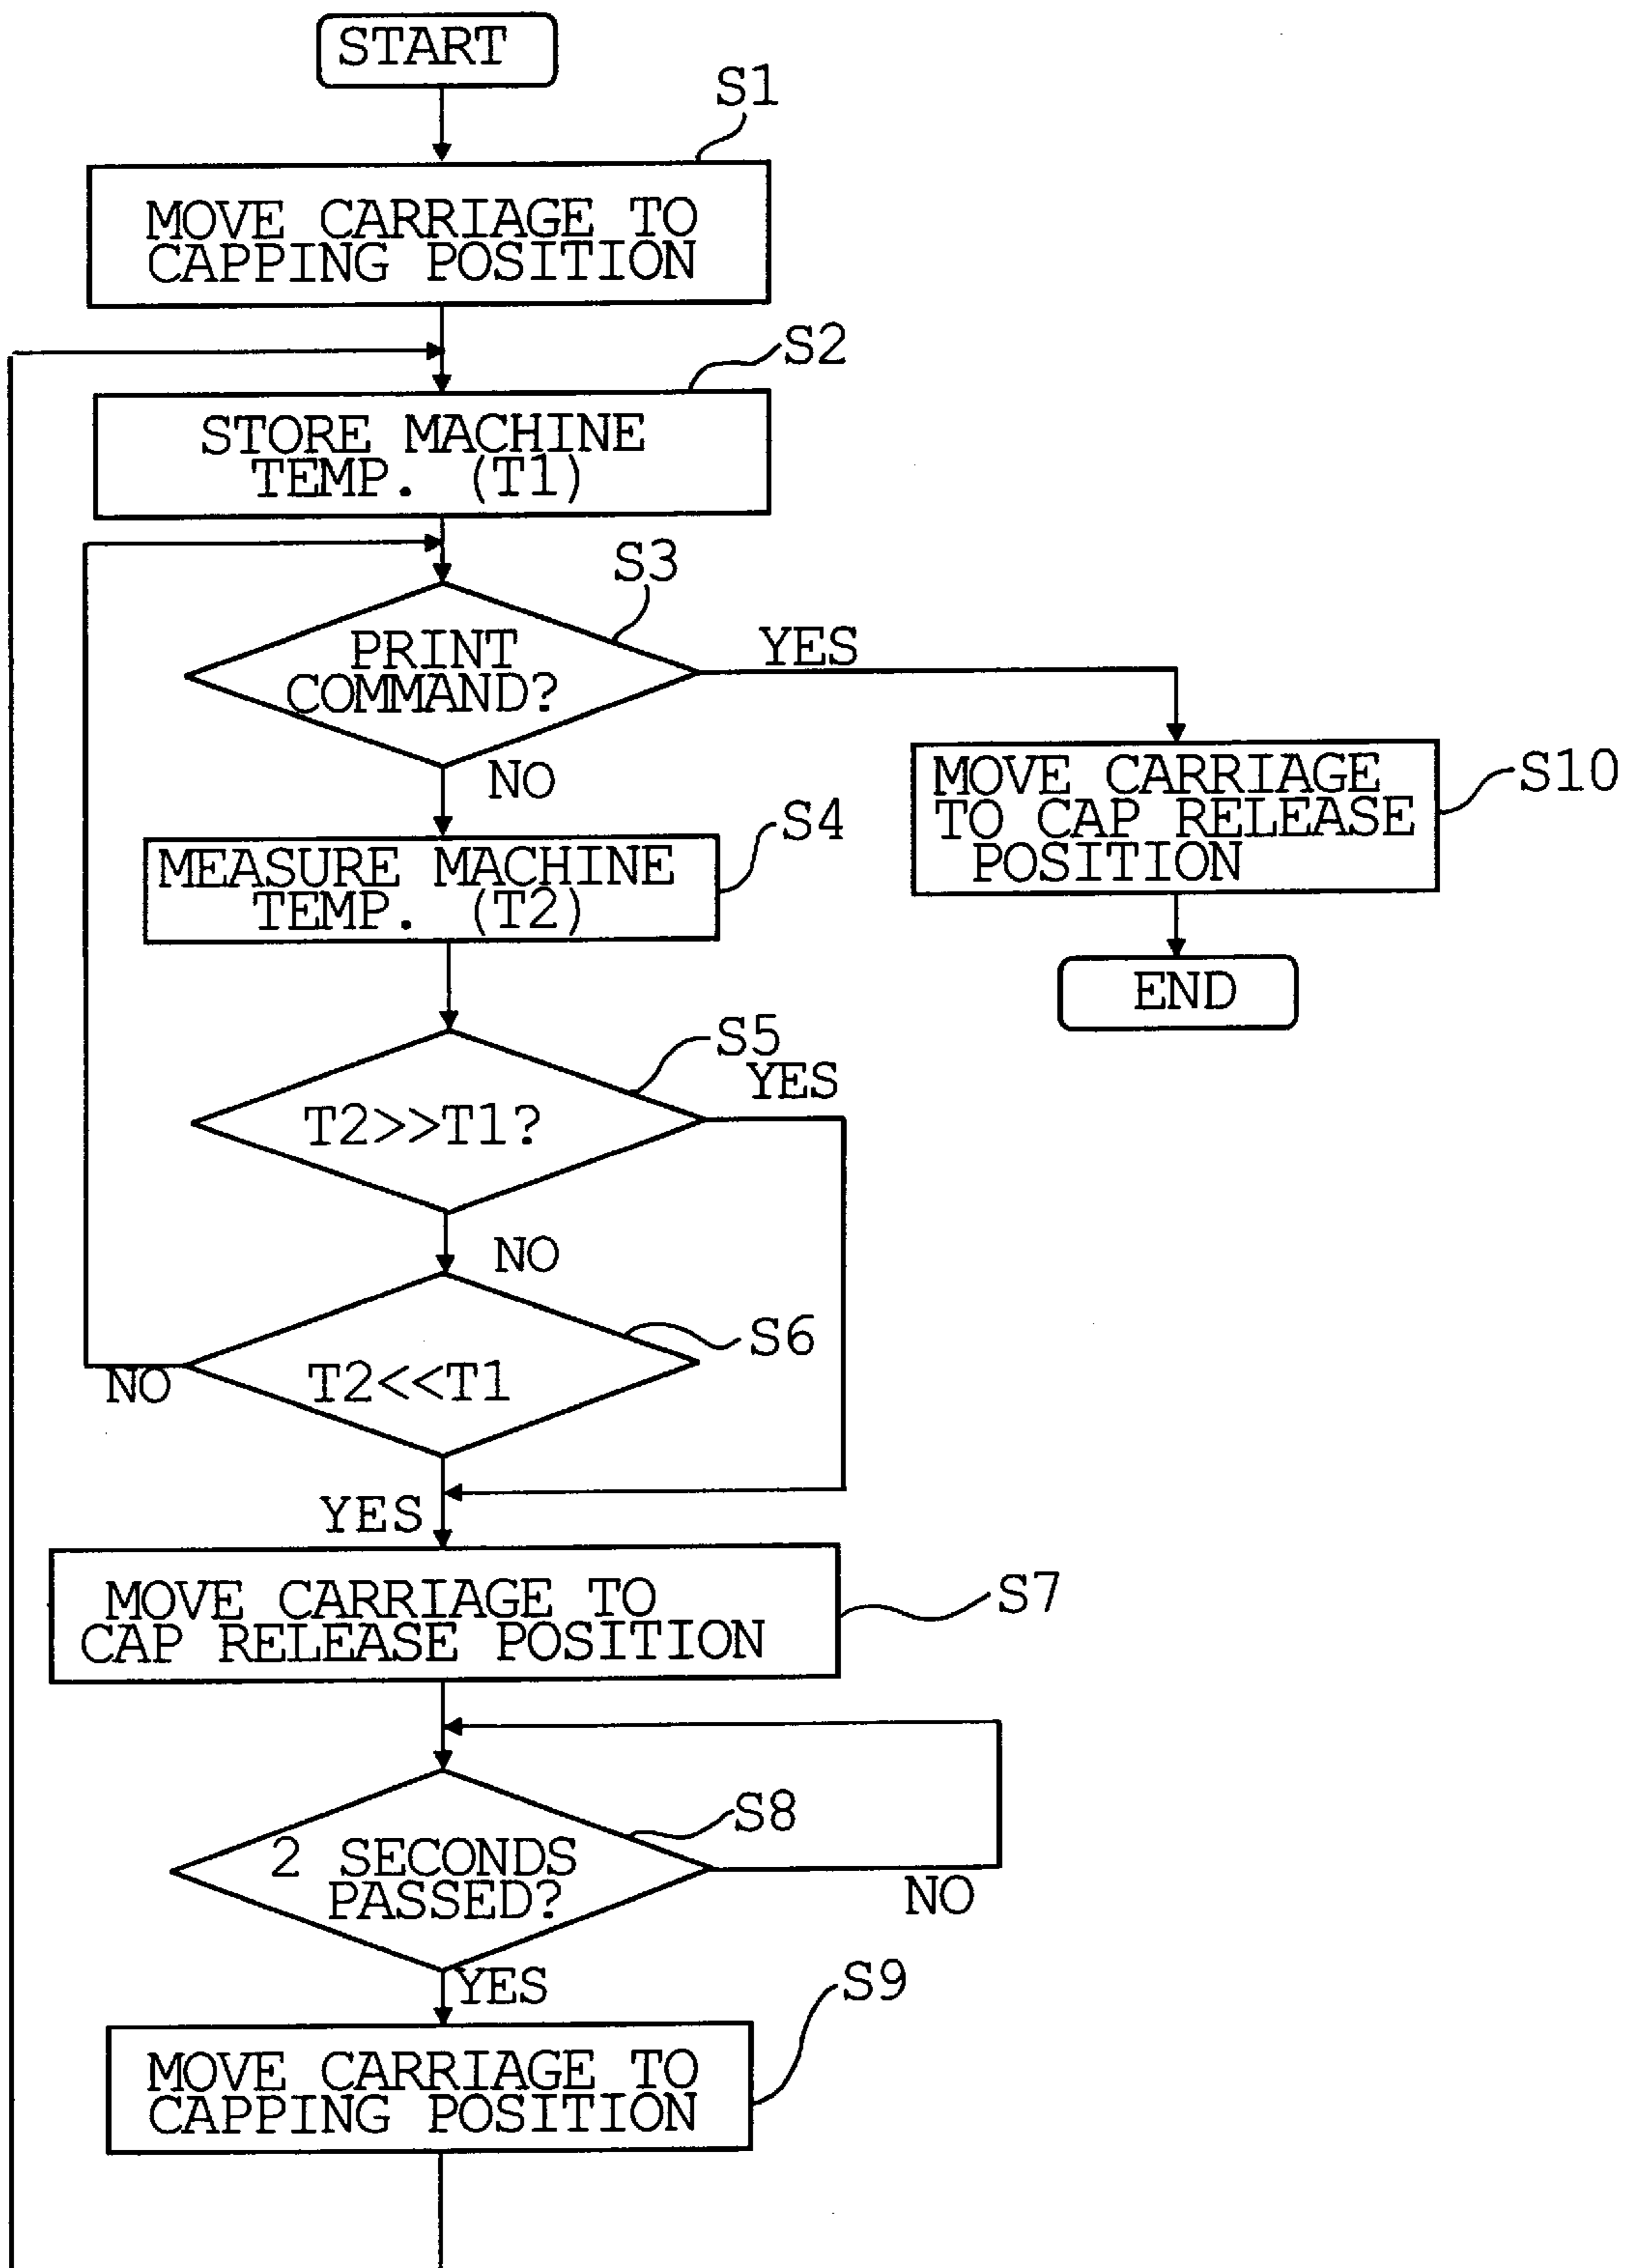 START
S1
MOVE CARRIAGE TO
CAPPING POSITION
S2
STORE MACHINE
TEMP. (T1)
S3
PRINT
COMMAND?
YES
NO
MOVE CARRIAGE
TO CAP RELEASE
POSITION
S10
S4
MEASURE MACHINE
TEMP. (T2)
END
S5
YES
T2>>T1?
NO
S6
T2<<T1
NO
YES
MOVE CARRIAGE TO
CAP RELEASE POSITION
S7
S8
2 SECONDS
PASSED?
NO
YES
S9
MOVE CARRIAGE TO
CAPPING POSITION